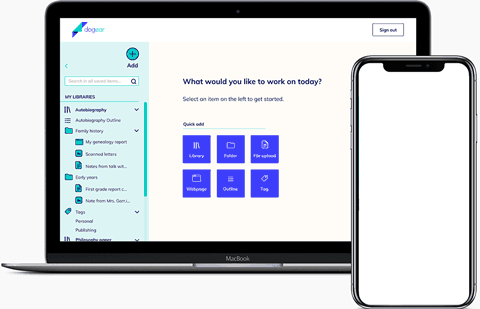 dogear
Sign out
Add
Search in all saved items...
MY LIBRARIES
Autobiography
Autobiography Outline
Family history
My genealogy report
Scanned letters
Notes from talk wit...
Early years
First grade report c...
Note from Mrs. Garri...
Tags
Personal
Publishing
Philosophy paper
What would you like to work on today?
Select an item on the left to get started.
Quick add
Library
Folder
File upload
Webpage
Outline
Tag
MacBook